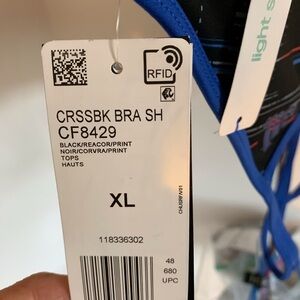 RFID
light s
CRSSBK BRA SH
CF8429
BLACK/REACOR/PRINT
NOIR/CORVRA/PRINT
TOPS
HAUTS
XL
118336302
48
680
UPC